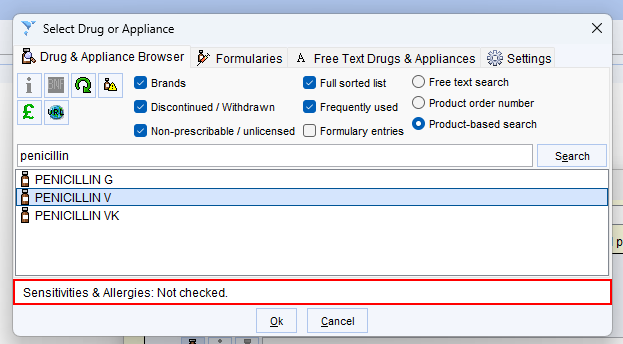 Select Drug or Appliance
Drug & Appliance Browser Formularies Free Text Drugs & Appliances Settings
Brands Full sorted list Free text search
Discontinued / Withdrawn Frequently used Product order number
Non-prescribable / unlicensed Formulary entries Product-based search
BNF
URL
penicillin Search
PENICILLIN G
PENICILLIN V
PENICILLIN VK
Sensitivities & Allergies: Not checked.
Ok Cancel